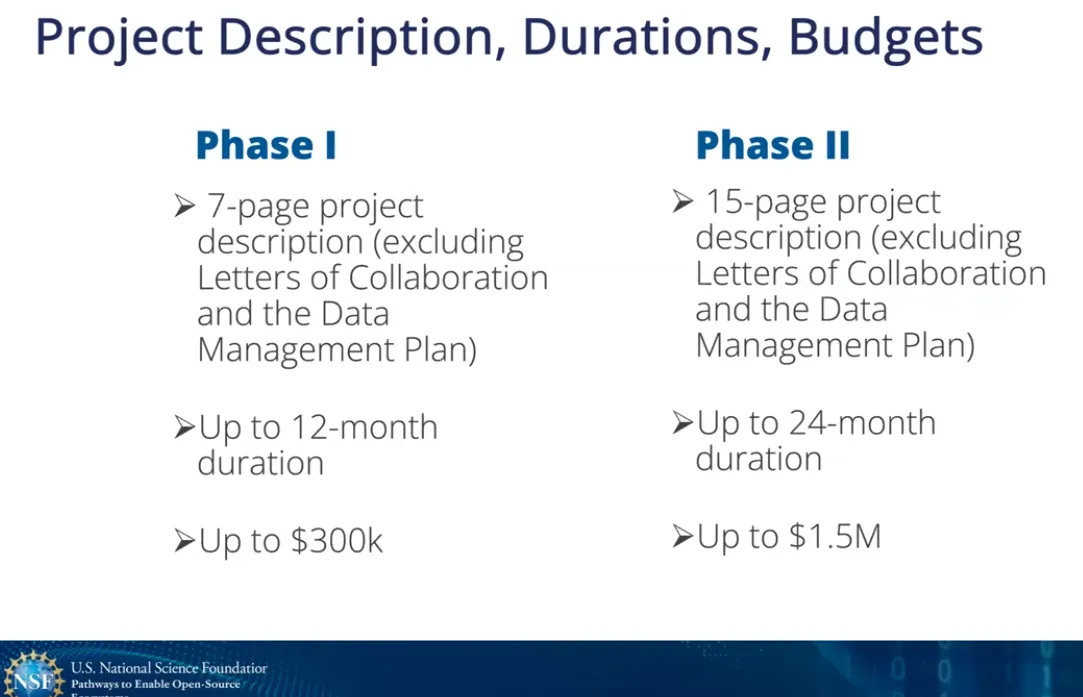 Project Description, Durations, Budgets
Phase I
➤ 7-page project
description (excluding
Letters of Collaboration
and the Data
Management Plan)
➤Up to 12-month
duration
➤Up to $300k
Phase II
➤ 15-page project
description (excluding
Letters of Collaboration
and the Data
Management Plan)
➤Up to 24-month
duration
➤Up to $1.5M
NSF
U.S. National Science Foundation
Pathways to Enable Open-Source